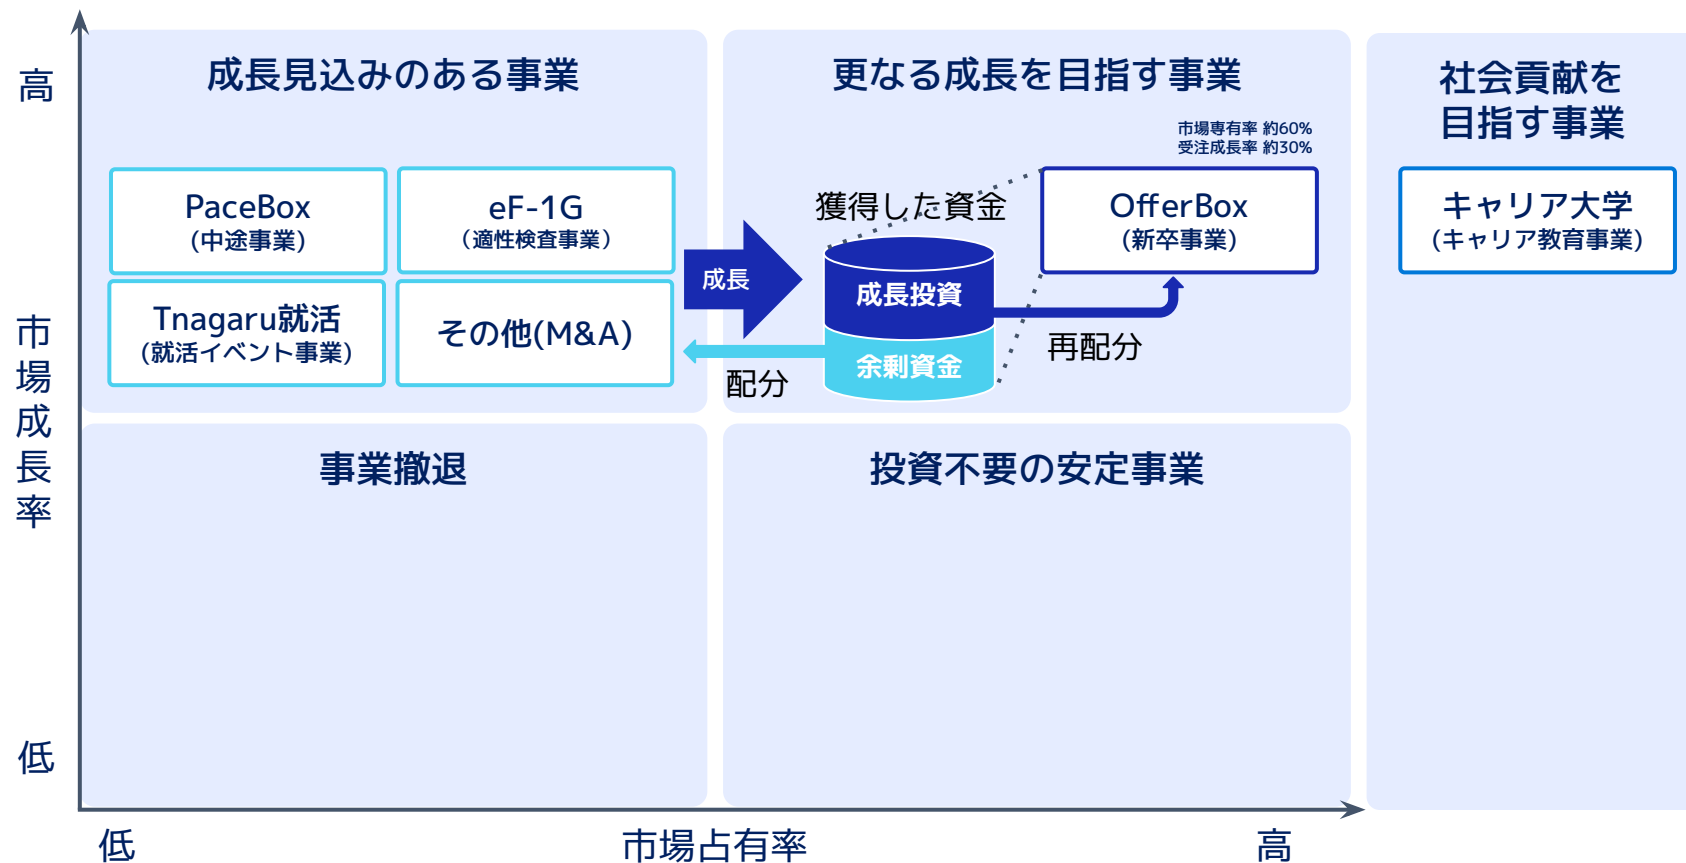 高
市
場
成
長
率
低
成長見込みのある事業
PaceBox
(中途事業)
eF-1G
(適性検査事業)
Tnagaru就活
(就活イベント事業)
その他(M&A)
成長
配分
更なる成長を目指す事業
市場専有率 約60%
受注成長率 約30%
獲得した資金
成長投資
余剰資金
OfferBox
(新卒事業)
再配分
社会貢献を
目指す事業
キャリア大学
(キャリア教育事業)
事業撤退
投資不要の安定事業
低
市場占有率
高